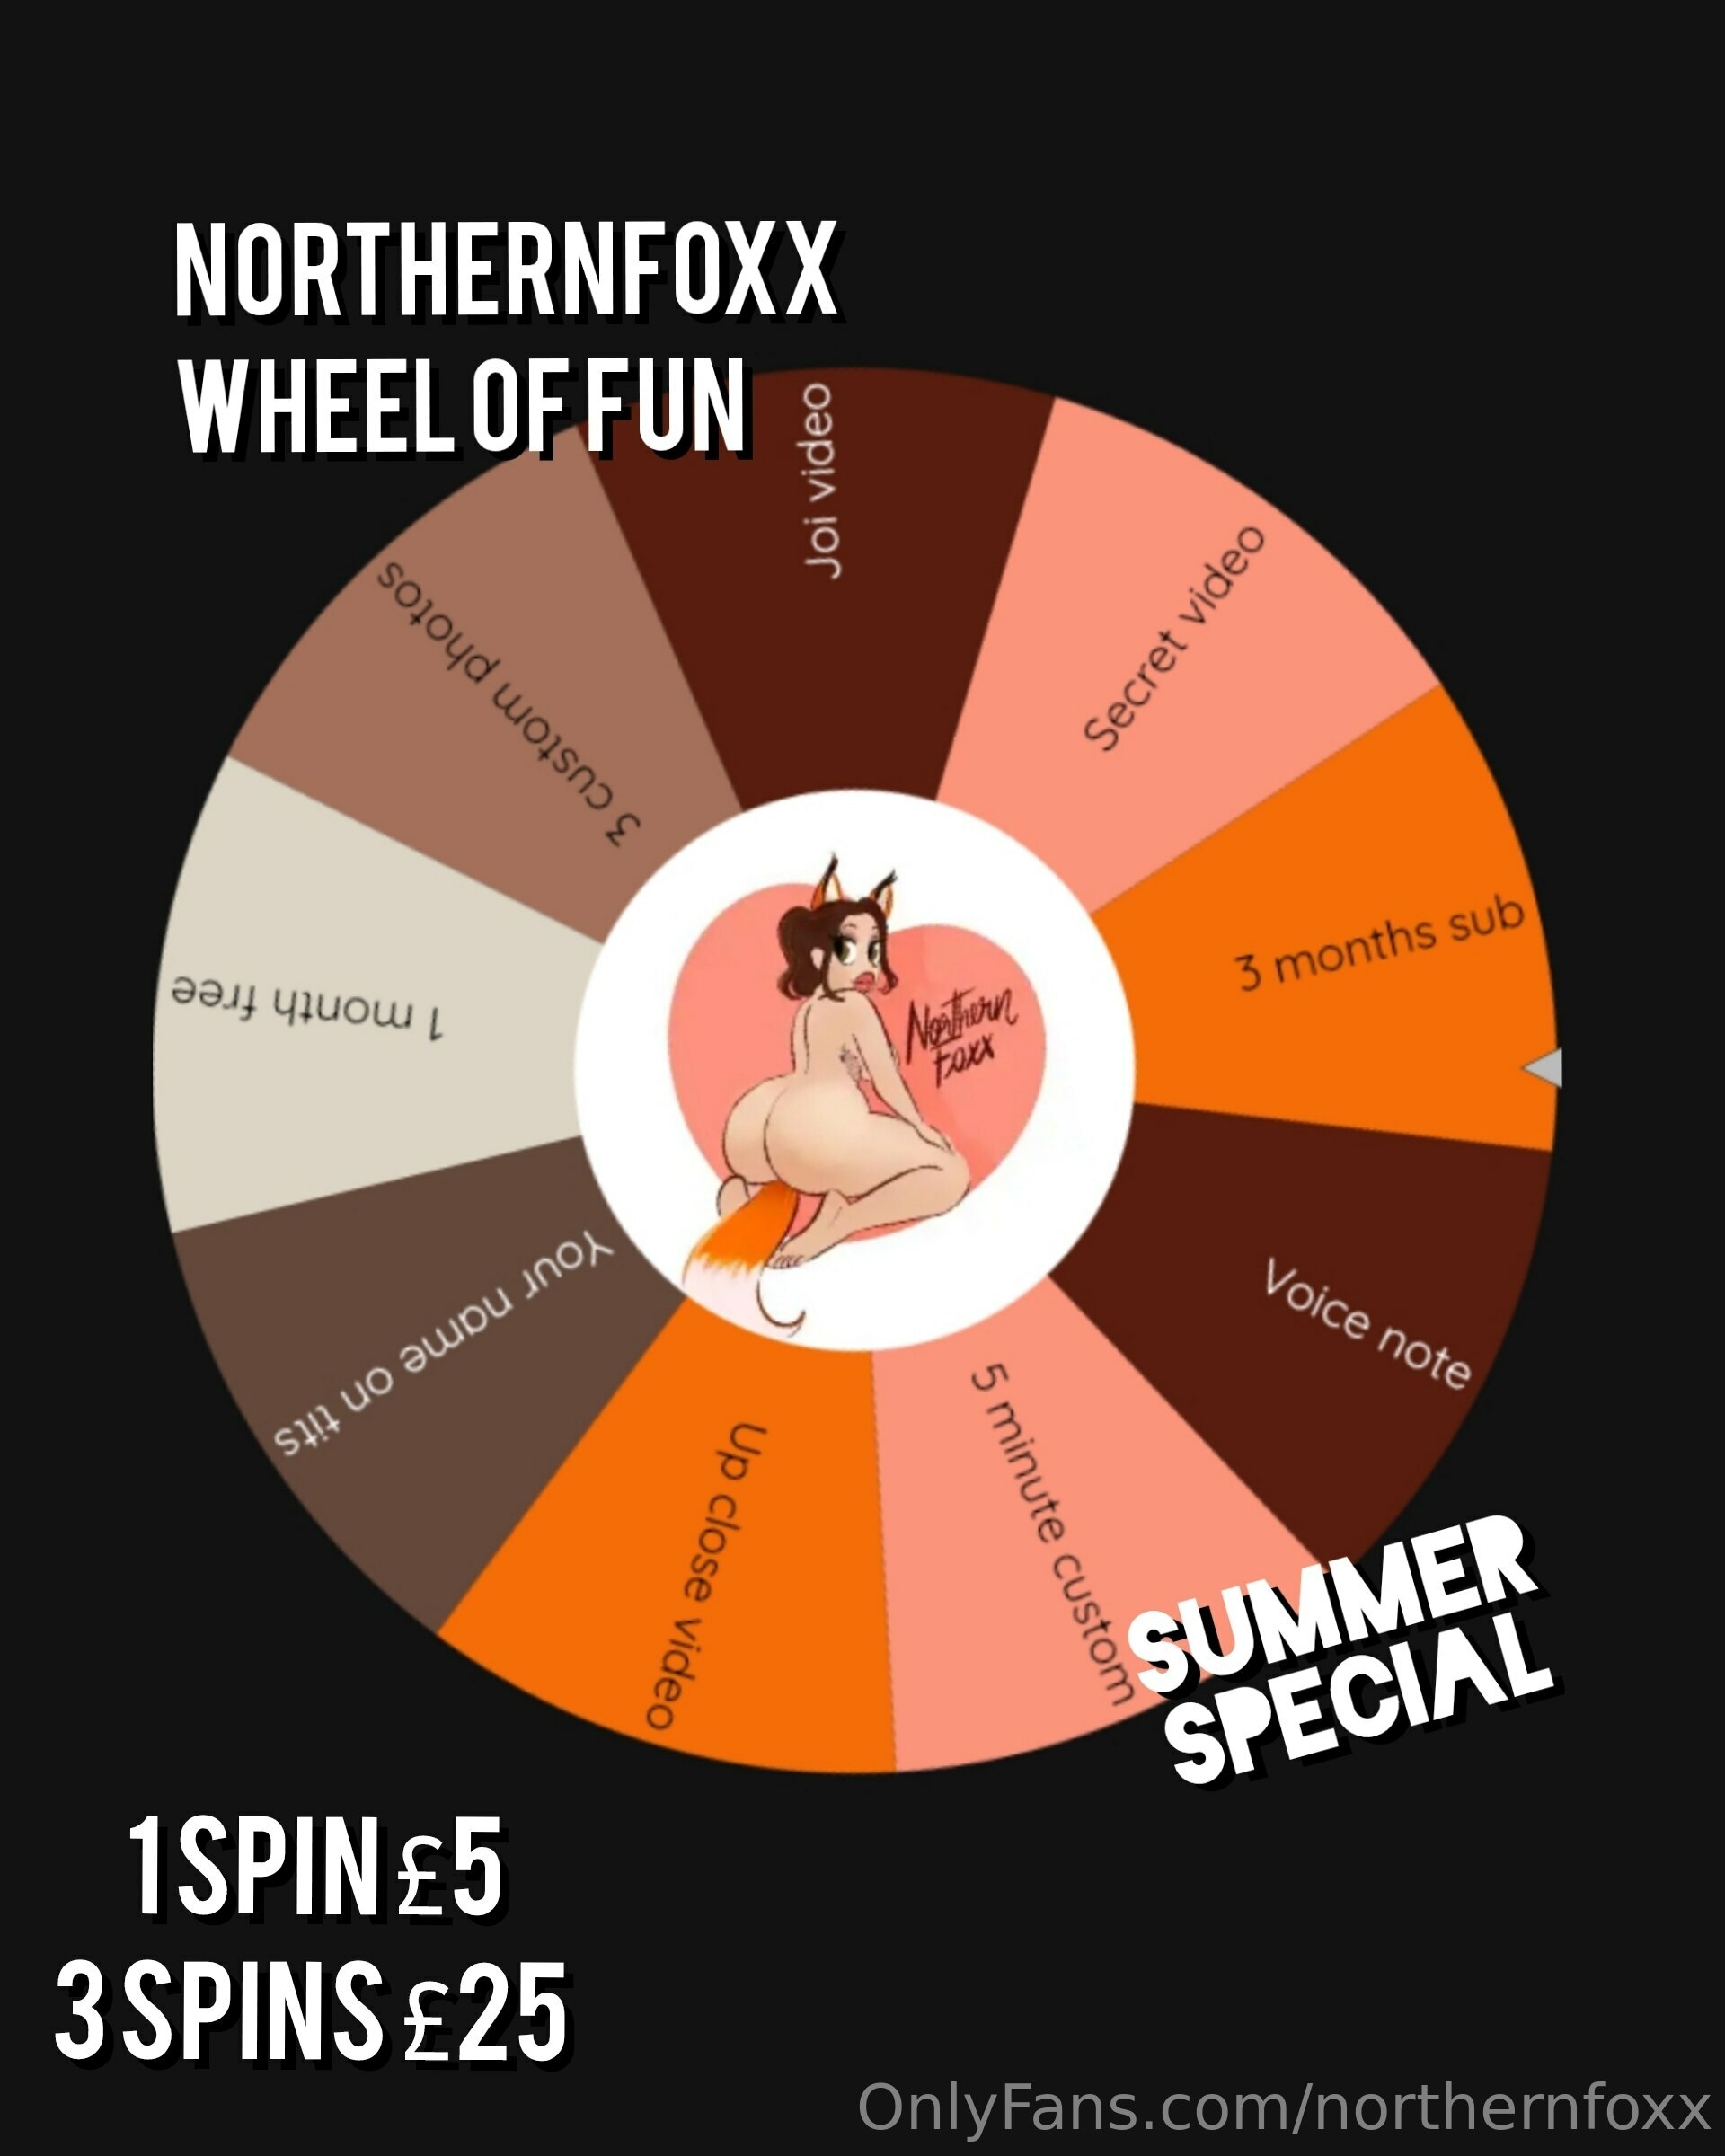 NORTHERNFOXX
WHEEL OF FUN
Joi video
Secret video
3 months sub
Voice note
5 minute custom
Up close video
Your name on tits
1 month free
3 custom photos
Northern
Foxx
SUMMER
SPECIAL
1 SPIN £5
3 SPINS £25
OnlyFans.com/northernfoxx